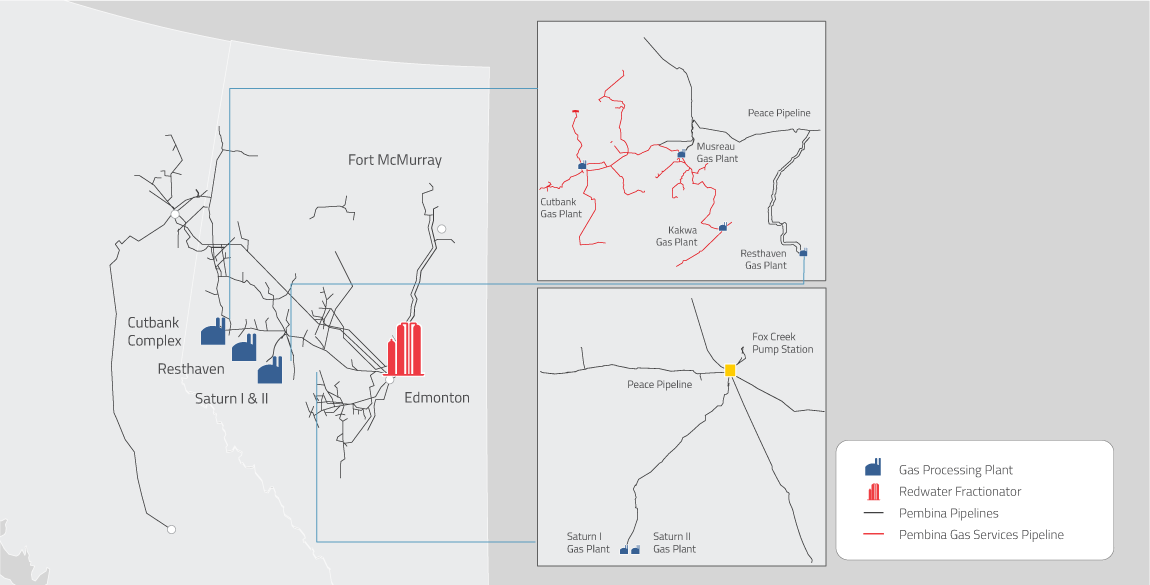 Fort McMurray
Cutbank
Complex
Resthaven
Saturn I & II
Edmonton
Peace Pipeline
Musreau
Gas Plant
Cutbank
Gas Plant
Kakwa
Gas Plant
Resthaven
Gas Plant
Fox Creek
Pump Station
Peace Pipeline
Saturn I
Gas Plant
Saturn II
Gas Plant
Gas Processing Plant
Redwater Fractionator
Pembina Pipelines
Pembina Gas Services Pipeline